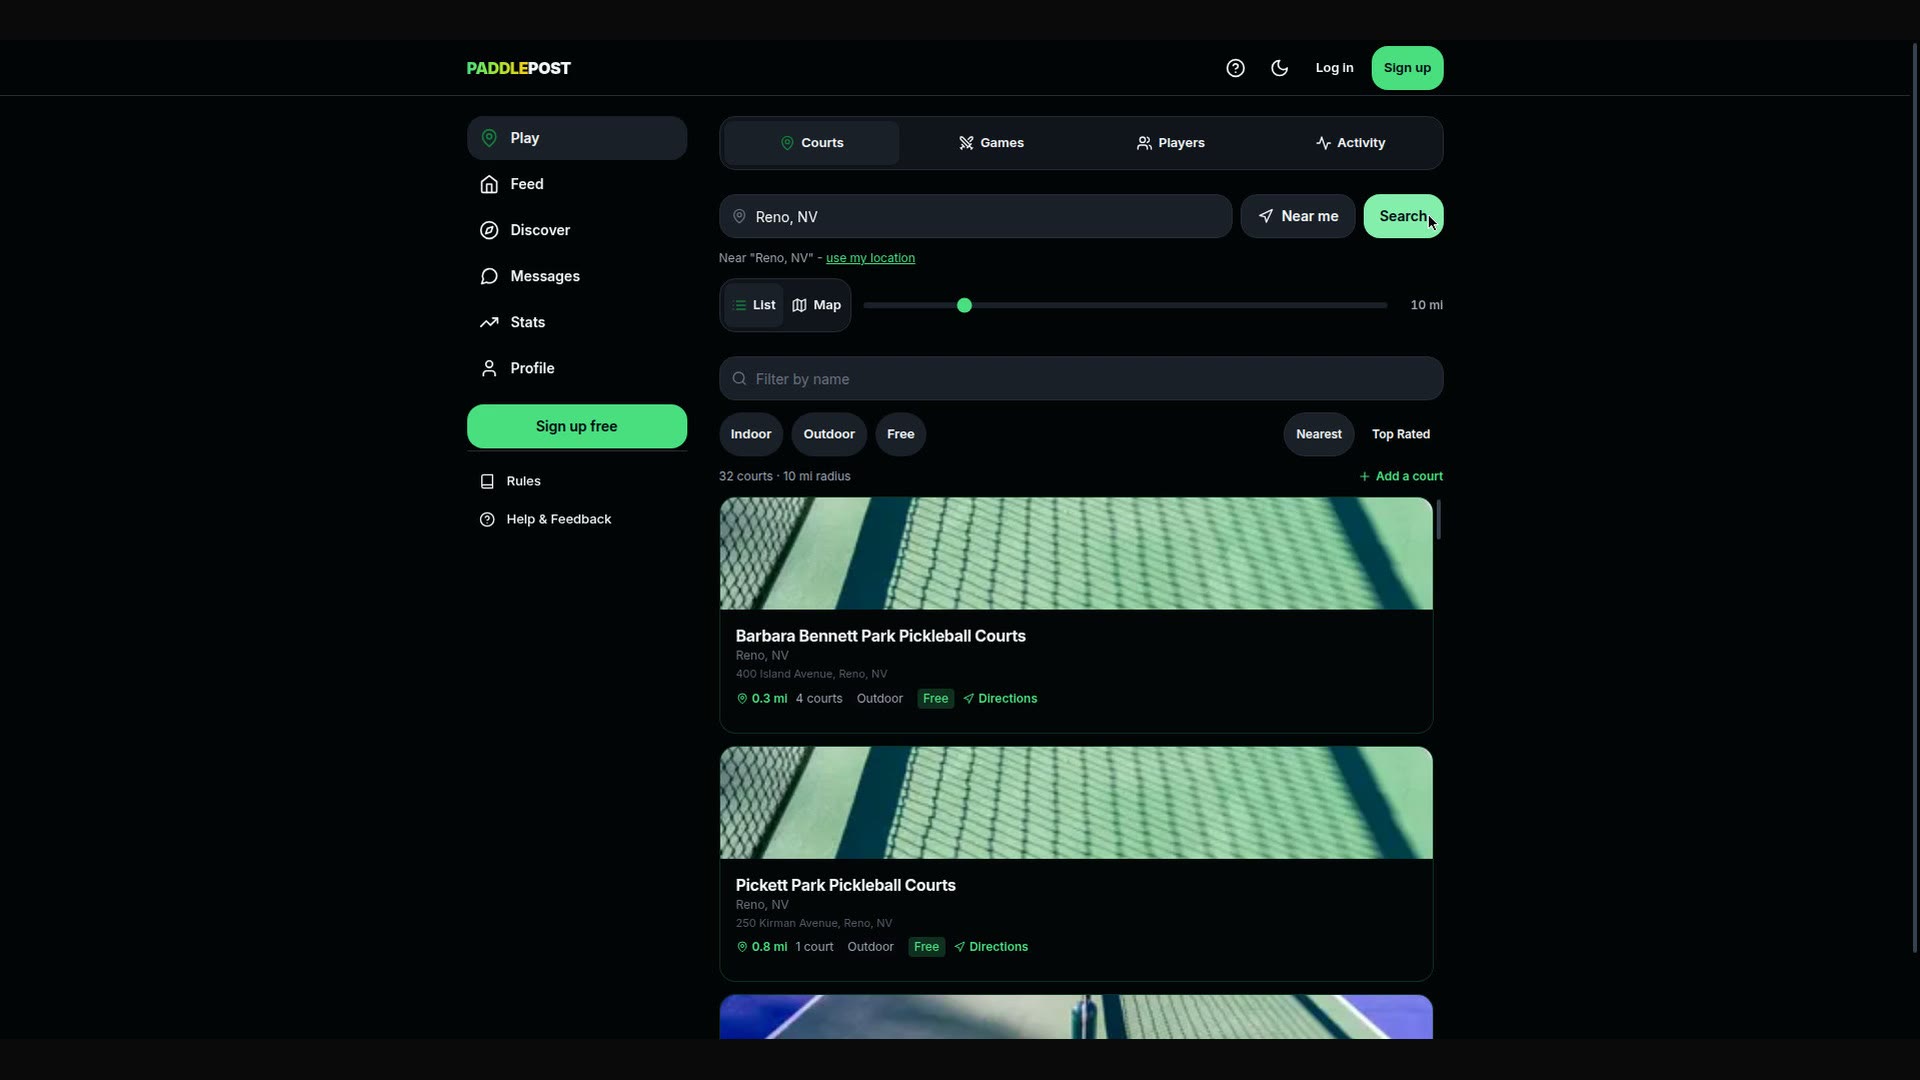 PADDLEPOST
Log in
Sign up
Play
Feed
Discover
Messages
Stats
Profile
Sign up free
Rules
Help & Feedback
Courts
Games
Players
Activity
Reno, NV
Near me
Search
Near "Reno, NV" - use my location
List
Map
10 mi
Filter by name
Indoor
Outdoor
Free
Nearest
Top Rated
32 courts · 10 mi radius
+ Add a court
Barbara Bennett Park Pickleball Courts
Reno, NV
400 Island Avenue, Reno, NV
0.3 mi 4 courts Outdoor Free Directions
Pickett Park Pickleball Courts
Reno, NV
250 Kirman Avenue, Reno, NV
0.8 mi 1 court Outdoor Free Directions